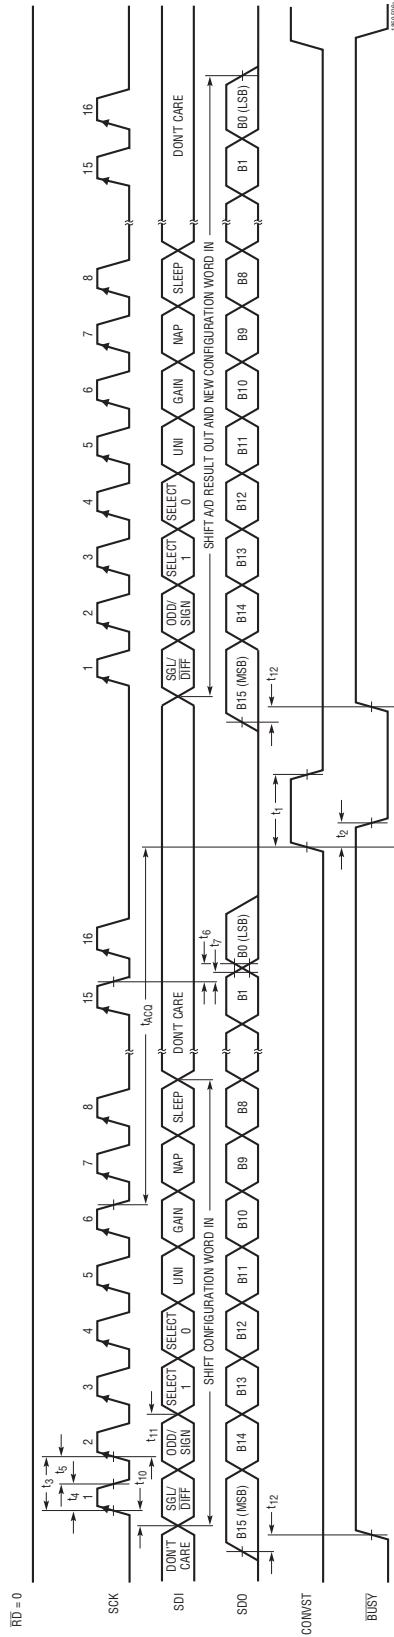 RD = 0
SCK
1
2
3
4
5
6
7
8
15
16
1
2
3
4
5
6
7
8
15
16
t3
t4
t5
t10
t11
tACQ
SDI
DON'T CARE
SGL/DIFF
ODD/SIGN
SELECT 1
SELECT 0
UNI
GAIN
NAP
SLEEP
DON'T CARE
SGL/DIFF
ODD/SIGN
SELECT 1
SELECT 0
UNI
GAIN
NAP
SLEEP
DON'T CARE
SHIFT CONFIGURATION WORD IN
t6
t7
SHIFT A/D RESULT OUT AND NEW CONFIGURATION WORD IN
SDO
B15 (MSB)
B14
B13
B12
B11
B10
B9
B8
B1
B0 (LSB)
B15 (MSB)
B14
B13
B12
B11
B10
B9
B8
B1
B0 (LSB)
t12
t12
CONVST
t1
t2
BUSY